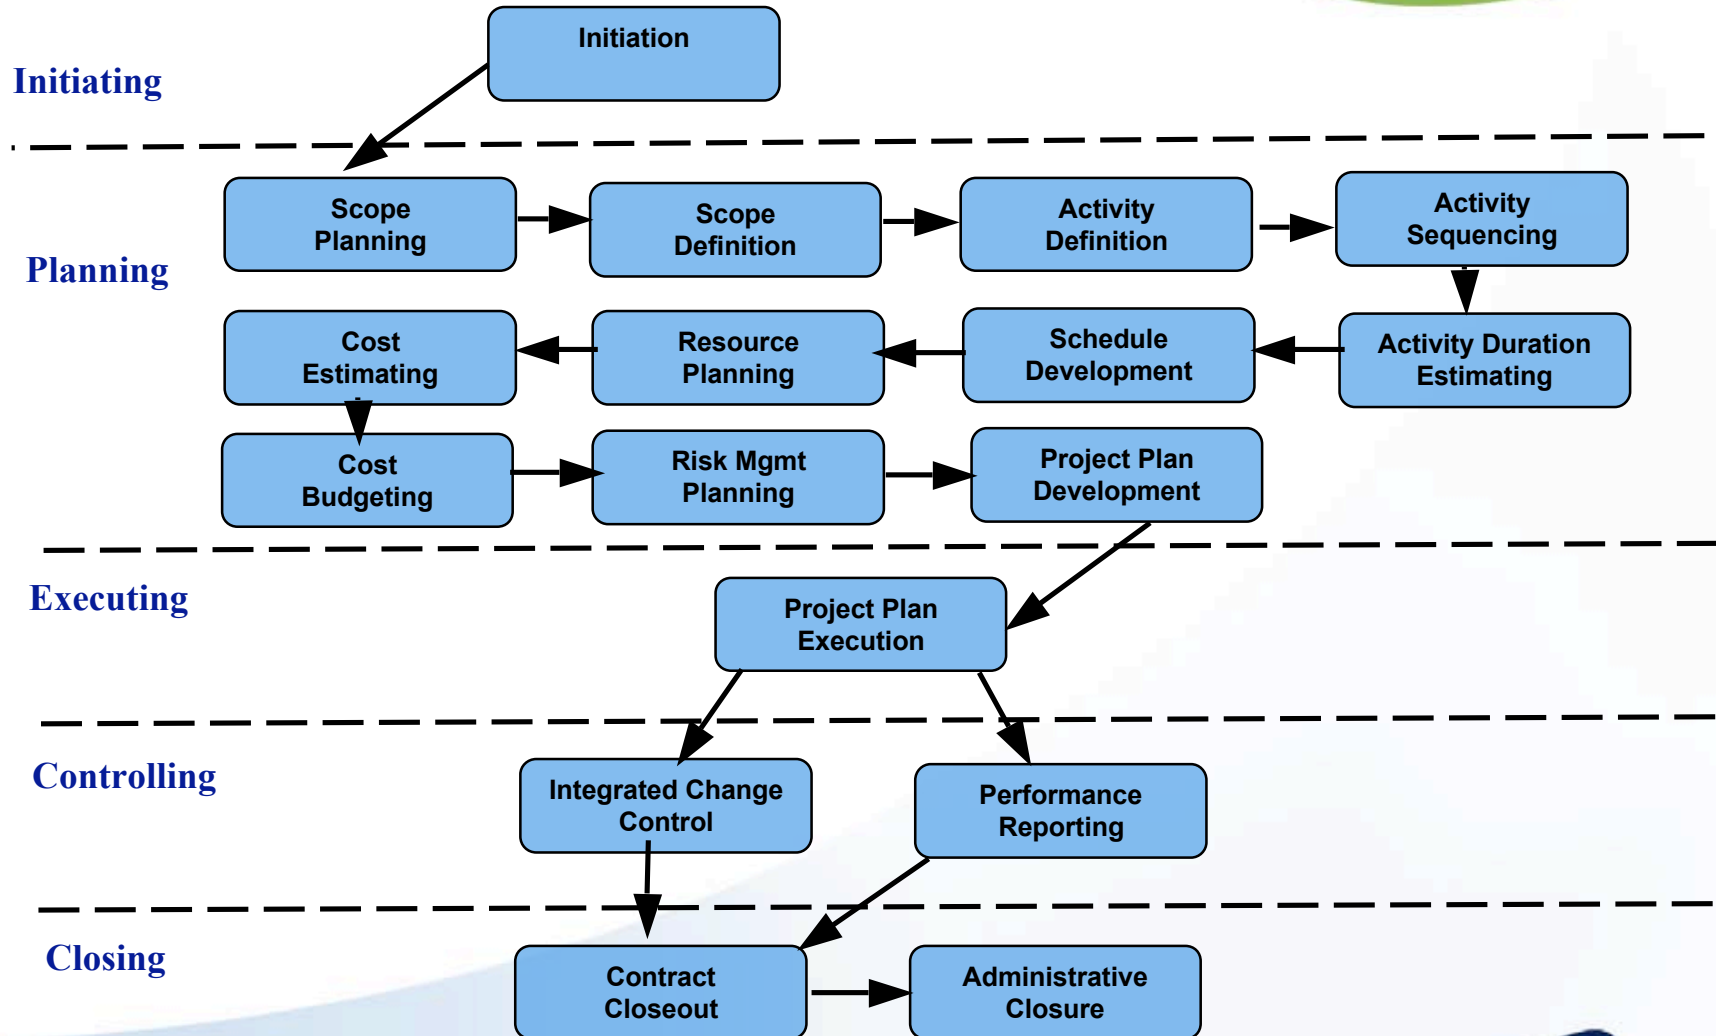 Initiation
Initiating
Scope
Planning
Scope
Definition
Activity
Definition
Activity
Sequencing
Planning
Cost
Estimating
Resource
Planning
Schedule
Development
Activity Duration
Estimating
Cost
Budgeting
Risk Mgmt
Planning
Project Plan
Development
Executing
Project Plan
Execution
Controlling
Integrated Change
Control
Performance
Reporting
Closing
Contract
Closeout
Administrative
Closure